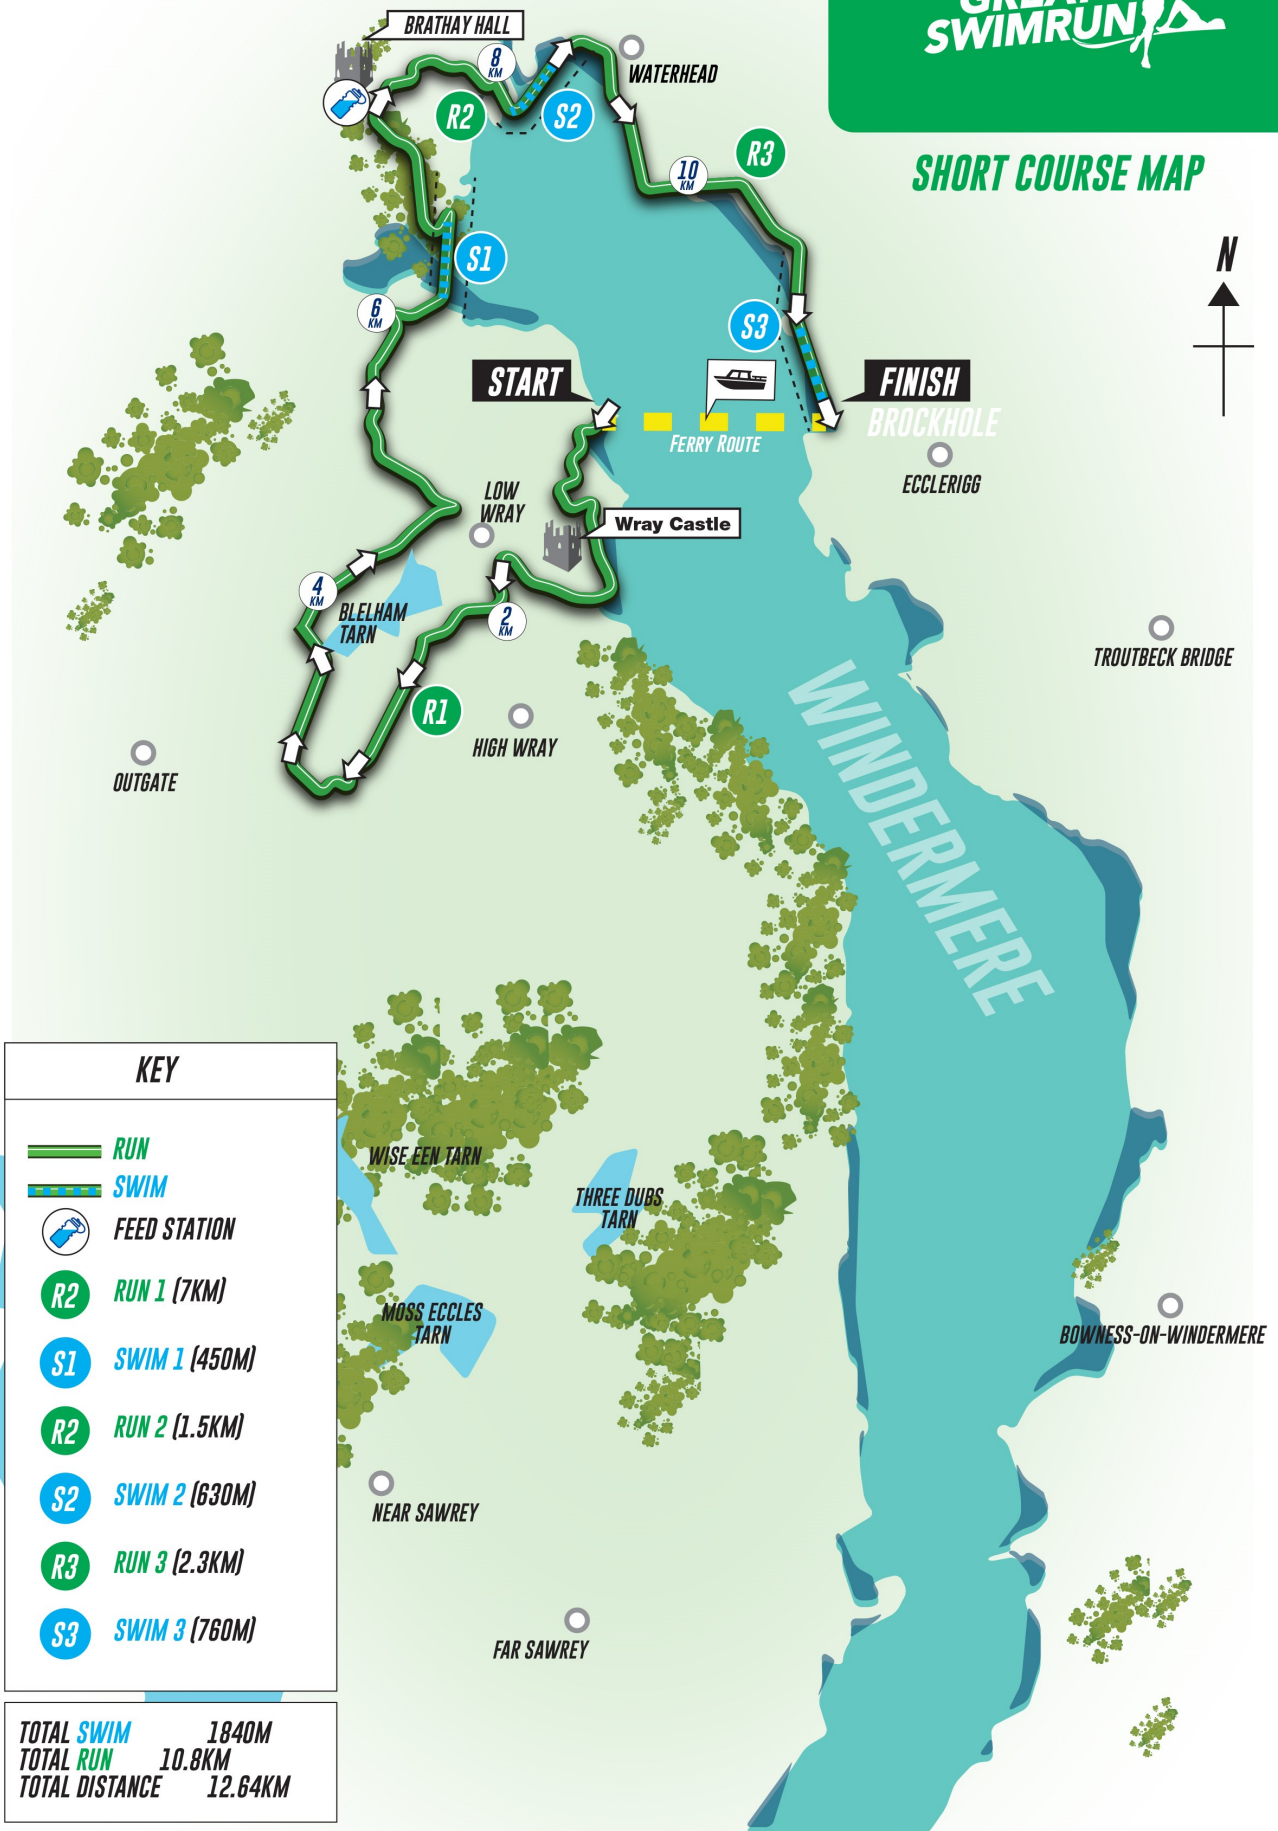 SWIMRUN
SHORT COURSE MAP
N
BRATHAY HALL
8
KM
WATERHEAD
R2
S2
10
KM
R3
S1
6
KM
S3
START
FINISH
BROCKHOLE
FERRY ROUTE
ECCLERIGG
LOW
WRAY
Wray Castle
4
KM
BLELHAM
TARN
2
KM
TROUTBECK BRIDGE
R1
HIGH WRAY
OUTGATE
WINDERMERE
WISE EEN TARN
THREE DUBS
TARN
MOSS ECCLES
TARN
BOWNESS-ON-WINDERMERE
NEAR SAWREY
FAR SAWREY
KEY
RUN
SWIM
FEED STATION
R2 RUN 1 (7KM)
S1 SWIM 1 (450M)
R2 RUN 2 (1.5KM)
S2 SWIM 2 (630M)
R3 RUN 3 (2.3KM)
S3 SWIM 3 (760M)
TOTAL SWIM 1840M
TOTAL RUN 10.8KM
TOTAL DISTANCE 12.64KM